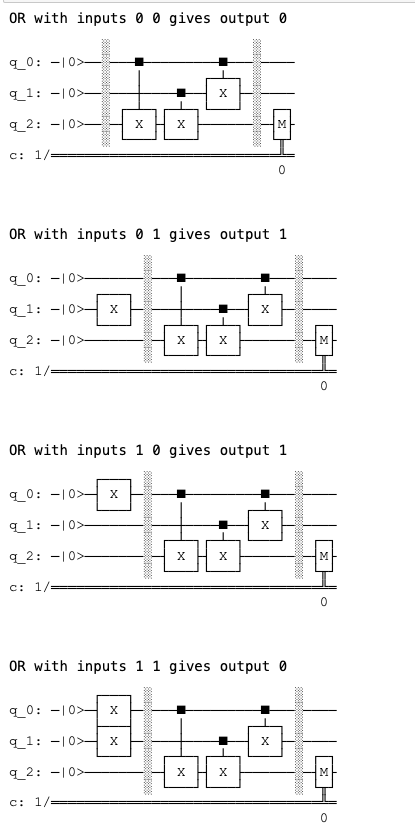 OR with inputs 0 0 gives output 0
q_0: |0>
X
q_1: |0>
X X
q_2: |0> M
c: 1/
0
OR with inputs 0 1 gives output 1
q_0: |0>
X X
q_1: |0>
X X
q_2: |0> M
c: 1/
0
OR with inputs 1 0 gives output 1
q_0: |0> X
q_1: |0> X
q_2: |0> X X M
c: 1/
0
OR with inputs 1 1 gives output 0
q_0: |0> X
q_1: |0> X X
q_2: |0> X X M
c: 1/
0